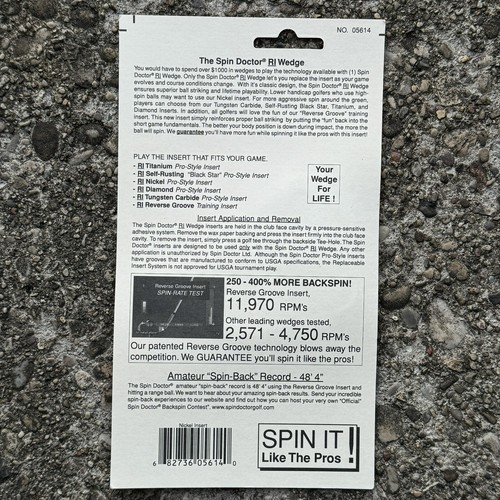 NO. 05614
The Spin Doctor® RI Wedge
You would have to spend over $1000 in wedges to play the technology available with (1) Spin
Doctor® RI Wedge. Only the Spin Doctor® RI Wedge let's you replace the insert as your game
evolves and course conditions change. With it's classic design, the Spin Doctor® RI Wedge
ensures superior ball striking and lifetime playability. Lower handicap golfers who use high-
spin balls may want to use our Nickel insert. For more aggressive spin around the green,
players can choose from our Tungsten Carbide, Self-Rusting Black Star, Titanium, and
Diamond Inserts. In addition, all golfers will love the fun of our "Reverse Groove" training
insert. This new insert simply reinforces proper ball striking by putting the "fun" back into the
short game fundamentals. The better your body position is down during impact, the more the
ball will spin. We guarantee you'll have more fun while spinning it like the pros with this insert!
PLAY THE INSERT THAT FITS YOUR GAME.
- RI Titanium Pro-Style Insert
- RI Self-Rusting "Black Star" Pro-Style Insert
- RI Nickel Pro-Style Insert
- RI Diamond Pro-Style Insert
- RI Tungsten Carbide Pro-Style Insert
- RI Reverse Groove Training Insert
Your
Wedge
For
LIFE !
Insert Application and Removal
The Spin Doctor® RI Wedge inserts are held in the club face cavity by a pressure-sensitive
adhesive system. Remove the wax paper backing and press the insert firmly into the club face
cavity. To remove the insert, simply press a golf tee through the backside Tee-Hole. The Spin
Doctor® inserts are designed to be used only with the Spin Doctor® RI Wedge. Any other
application is unauthorized by Spin Doctor Ltd. Although the Spin Doctor Pro-Style inserts
have grooves that are manufactured to conform to USGA specifications, the Replaceable
Insert System is not approved for USGA tournament play.
Reverse Groove Insert
SPIN RATE TEST
250 - 400% MORE BACKSPIN!
Reverse Groove Insert,
11,970 RPM's
Other leading wedges tested,
2,571 - 4,750 RPM's
Our patented Reverse Groove technology blows away the
competition. We GUARANTEE you'll spin it like the pros!
Amateur "Spin-Back" Record - 48' 4"
The Spin Doctor® amateur "spin-back" record is 48' 4" using the Reverse Groove Insert and
hitting a range ball. We want to hear about your amazing spin-back results. Send your incredible
spin-back experiences to our website and find out how you can host your very own "Official"
Spin Doctor® Backspin Contest". www.spindoctorgolf.com
Nickel Insert
6 82736 05614 0
SPIN IT !
Like The Pros